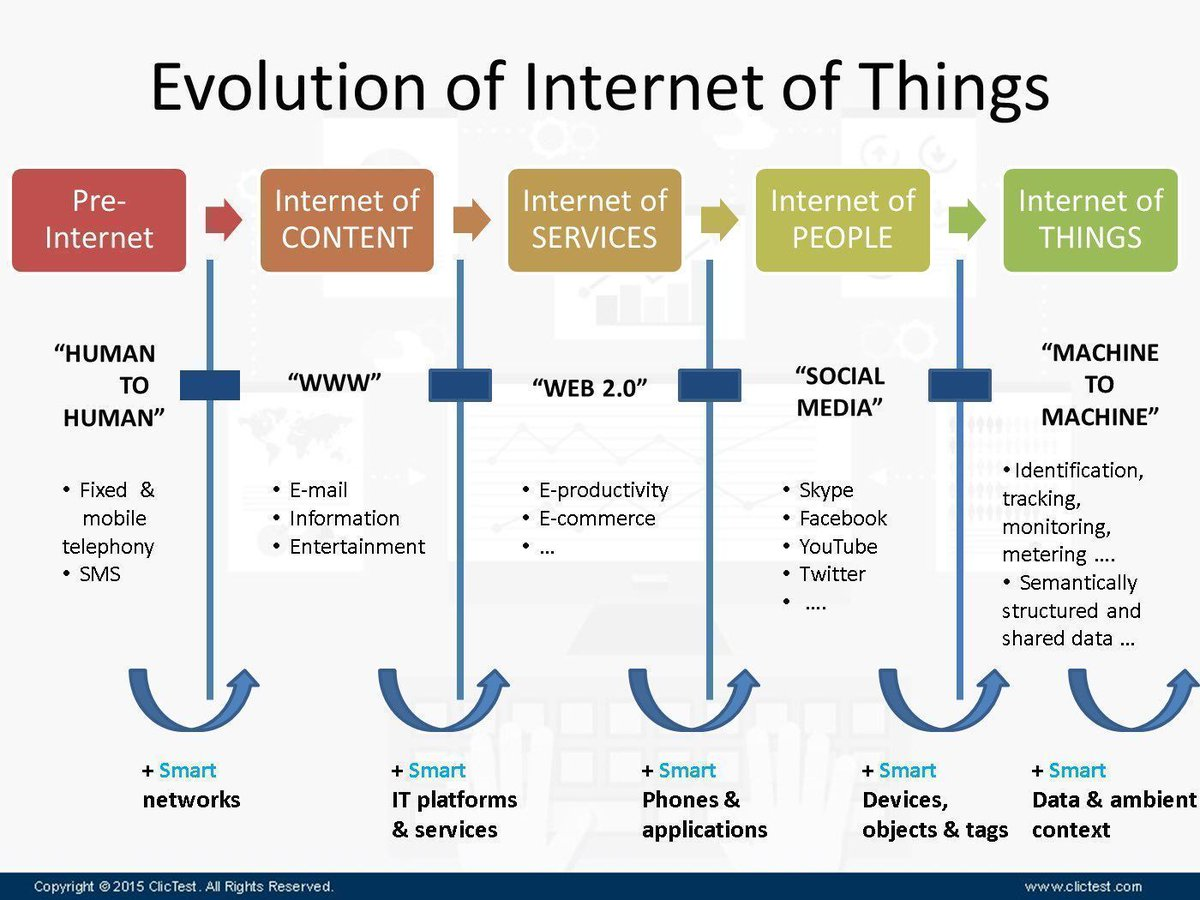 Evolution of Internet of Things
Pre-
Internet
Internet of
CONTENT
Internet of
SERVICES
Internet of
PEOPLE
Internet of
THINGS
“HUMAN
TO
HUMAN”
“WWW”
“WEB 2.0”
“SOCIAL
MEDIA”
“MACHINE
TO
MACHINE”
• Fixed &
mobile
telephony
• SMS
• E-mail
• Information
• Entertainment
• E-productivity
• E-commerce
• ...
• Skype
• Facebook
• YouTube
• Twitter
• ....
• Identification,
tracking,
monitoring,
metering ....
• Semantically
structured and
shared data ...
+ Smart
networks
+ Smart
IT platforms
& services
+ Smart
Phones &
applications
+ Smart
Devices,
objects & tags
+ Smart
Data & ambient
context
Copyright © 2015 ClicTest. All Rights Reserved.
www.clictest.com